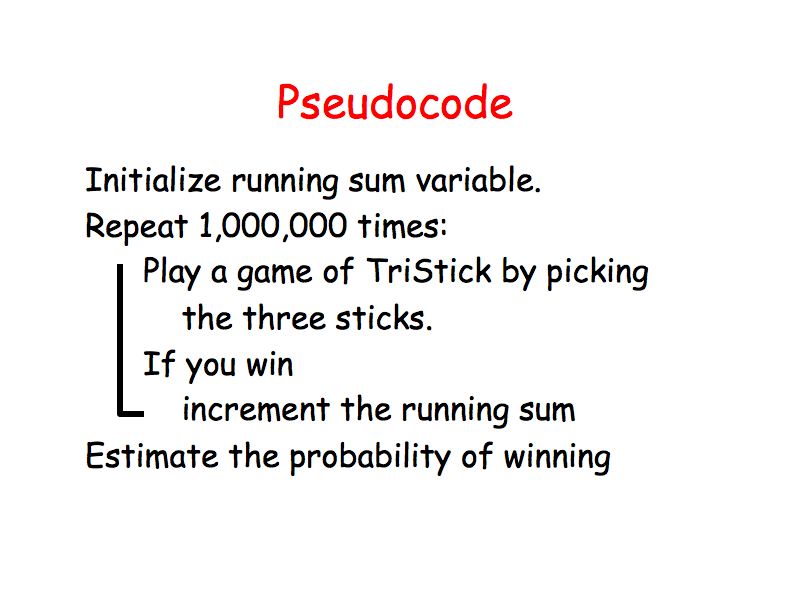 Pseudocode
Initialize running sum variable.
Repeat 1,000,000 times:
Play a game of TriStick by picking
the three sticks.
If you win
increment the running sum
Estimate the probability of winning